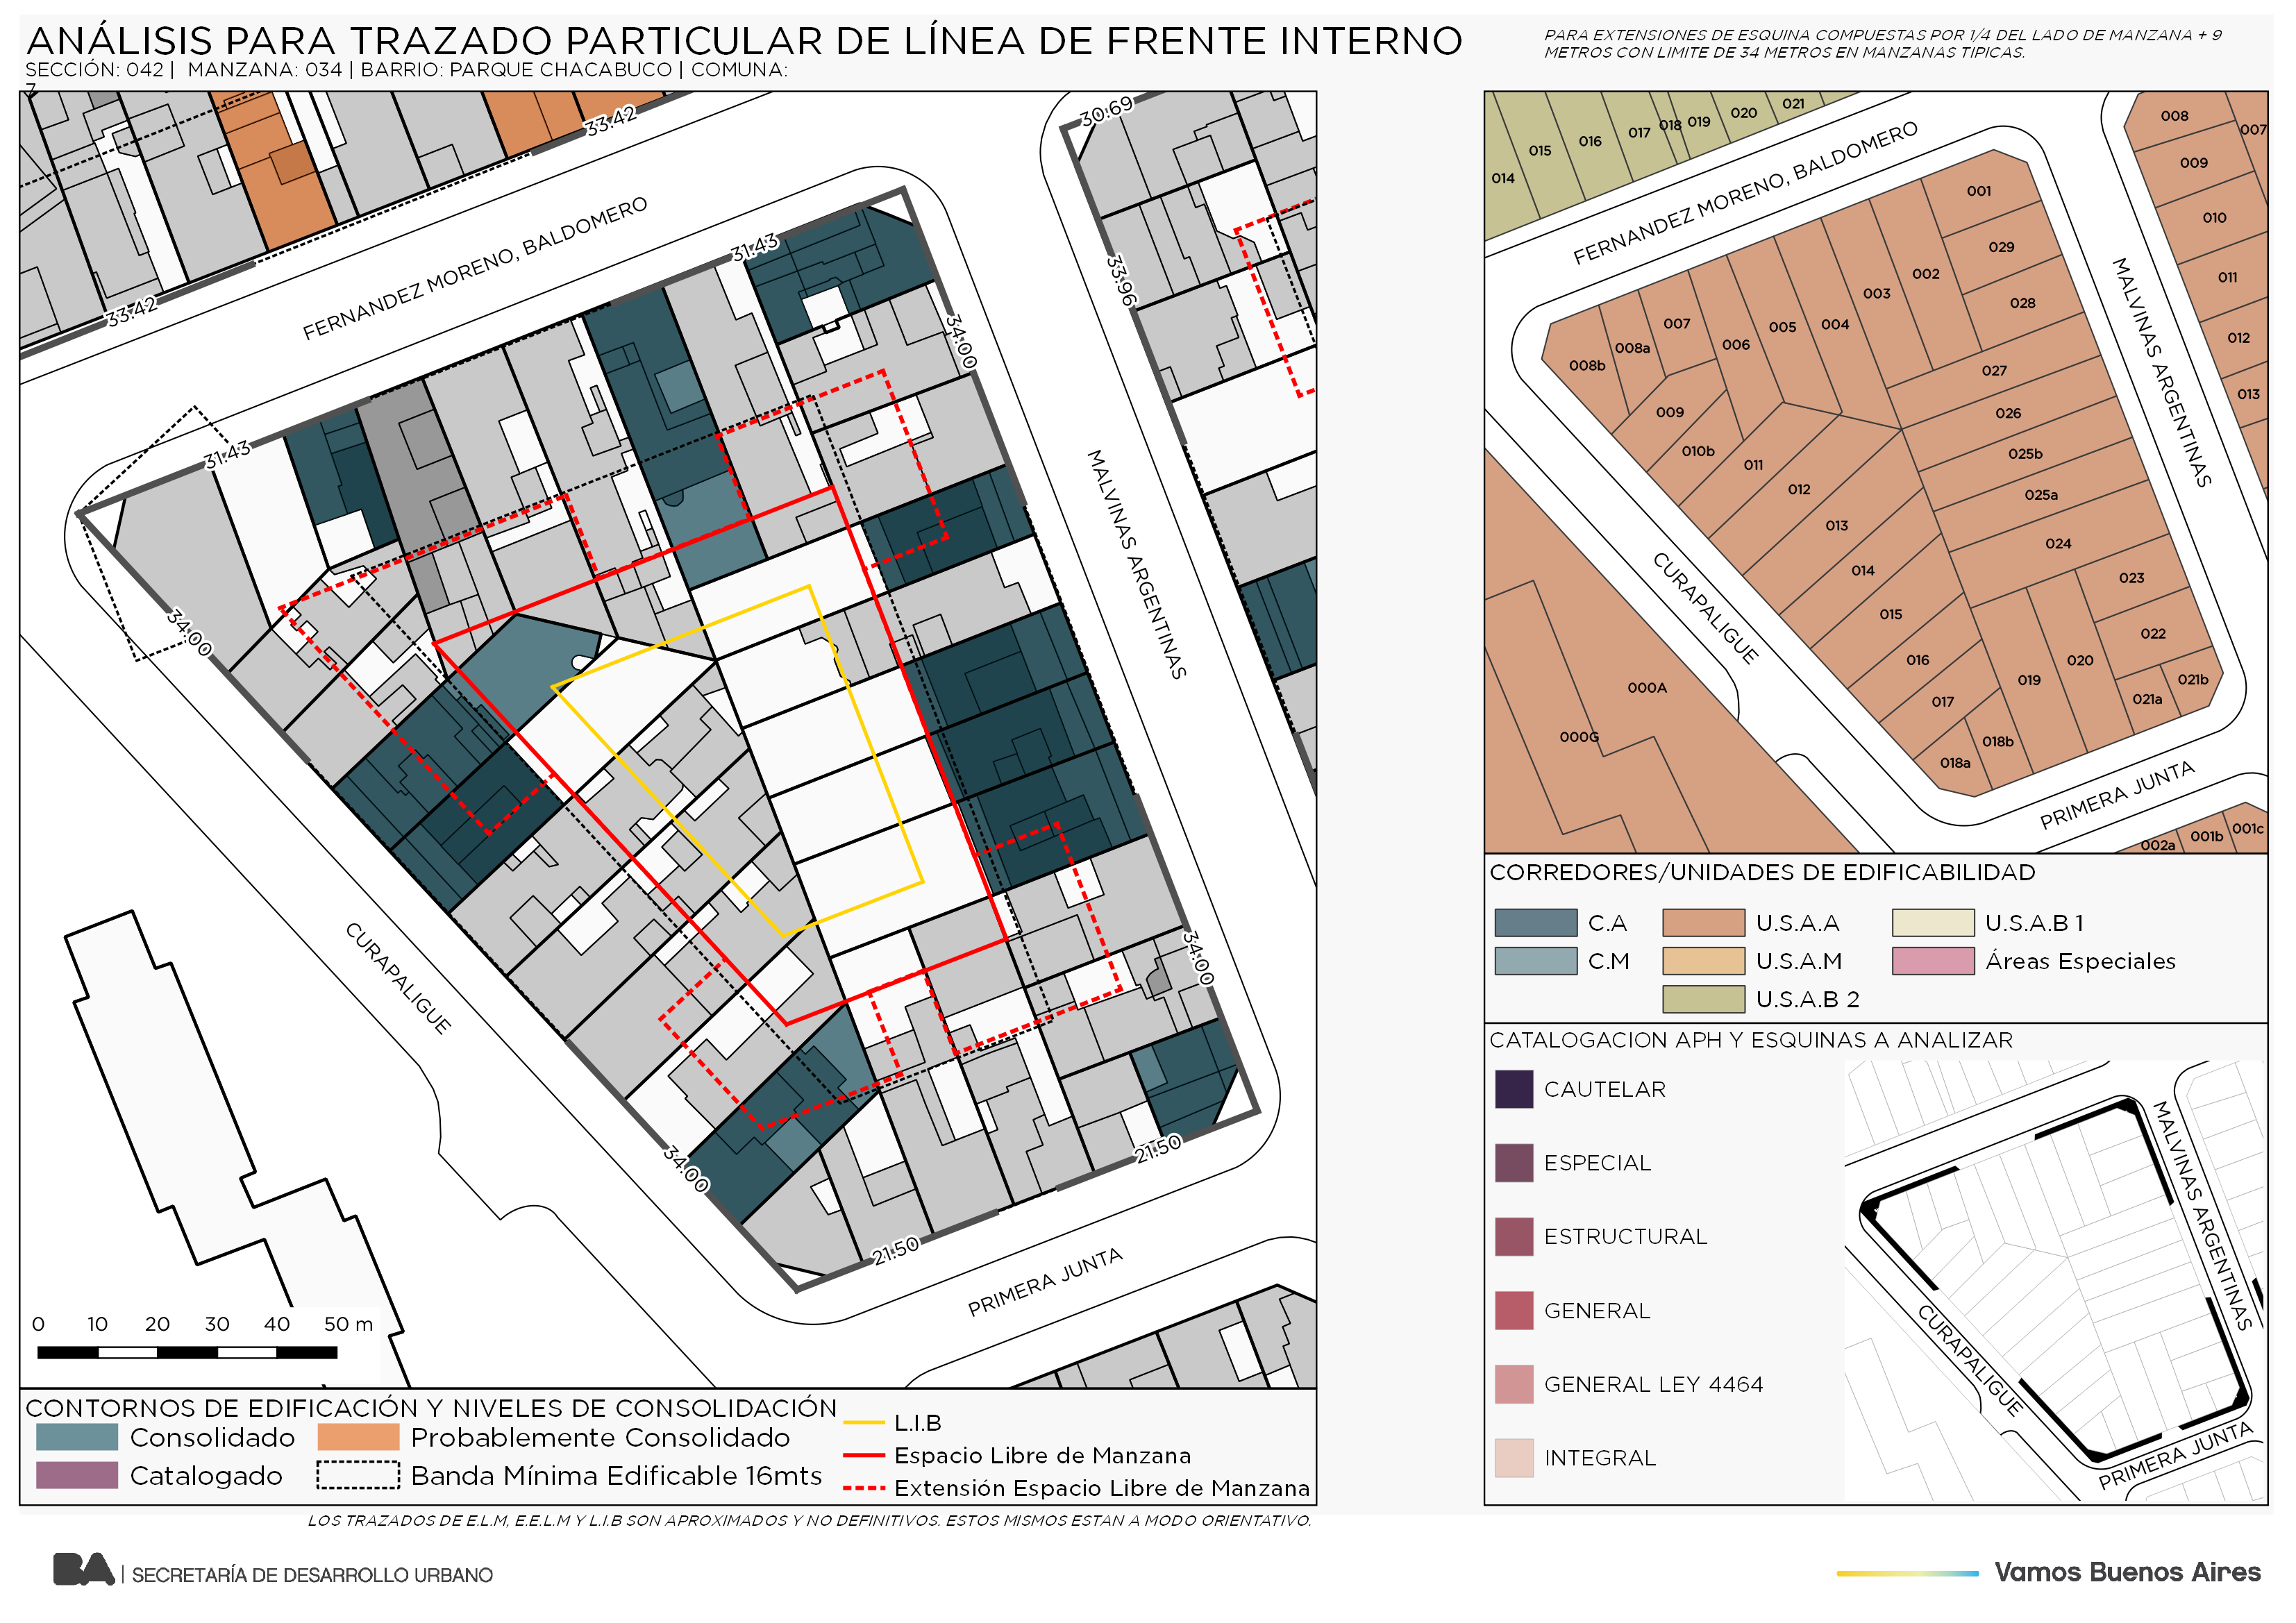 ANÁLISIS PARA TRAZADO PARTICULAR DE LÍNEA DE FRENTE INTERNO
SECCIÓN: 042 | MANZANA: 034 | BARRIO: PARQUE CHACABUCO | COMUNA:
7
PARA EXTENSIONES DE ESQUINA COMPUESTAS POR 1/4 DEL LADO DE MANZANA + 9
METROS CON LIMITE DE 34 METROS EN MANZANAS TIPICAS.
33.42
33.42
30.69
33.96
FERNANDEZ MORENO, BALDOMERO
31.43
31.43
34.00
34.00
MALVINAS ARGENTINAS
CURAPALIGUE
34.00
34.00
21.50
21.50
PRIMERA JUNTA
0 10 20 30 40 50 m
CONTORNOS DE EDIFICACIÓN Y NIVELES DE CONSOLIDACIÓN
Consolidado
Probablemente Consolidado
Catalogado
Banda Mínima Edificable 16mts
L.I.B
Espacio Libre de Manzana
Extensión Espacio Libre de Manzana
LOS TRAZADOS DE E.L.M, E.E.L.M Y L.I.B SON APROXIMADOS Y NO DEFINITIVOS. ESTOS MISMOS ESTAN A MODO ORIENTATIVO.
014
015
016
017
018
019
020
021
FERNANDEZ MORENO, BALDOMERO
008
007
009
010
011
012
013
001
029
028
002
003
004
005
006
007
008a
008b
009
010b
011
012
013
014
015
016
017
018a
018b
019
020
021a
021b
022
023
024
025a
025b
026
027
MALVINAS ARGENTINAS
CURAPALIGUE
000A
000G
PRIMERA JUNTA
002a
001b
001c
CORREDORES/UNIDADES DE EDIFICABILIDAD
C.A
U.S.A.A
U.S.A.B 1
C.M
U.S.A.M
Áreas Especiales
U.S.A.B 2
CATALOGACION APH Y ESQUINAS A ANALIZAR
CAUTELAR
ESPECIAL
ESTRUCTURAL
GENERAL
GENERAL LEY 4464
INTEGRAL
MALVINAS ARGENTINAS
CURAPALIGUE
PRIMERA JUNTA
BA | SECRETARÍA DE DESARROLLO URBANO
Vamos Buenos Aires